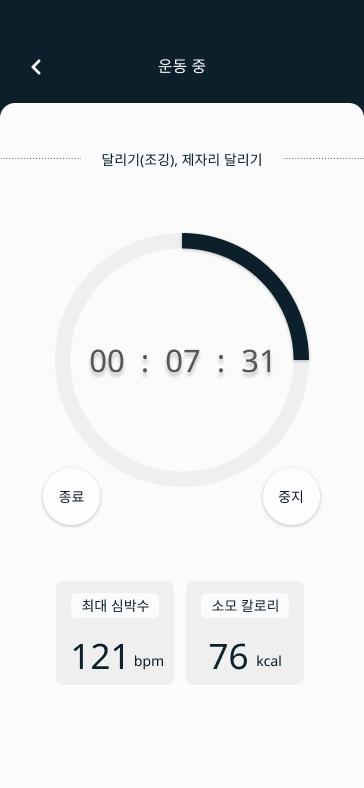 운동 중
달리기(조깅), 제자리 달리기
00 : 07 : 31
종료
중지
최대 심박수
소모 칼로리
121 bpm
76 kcal